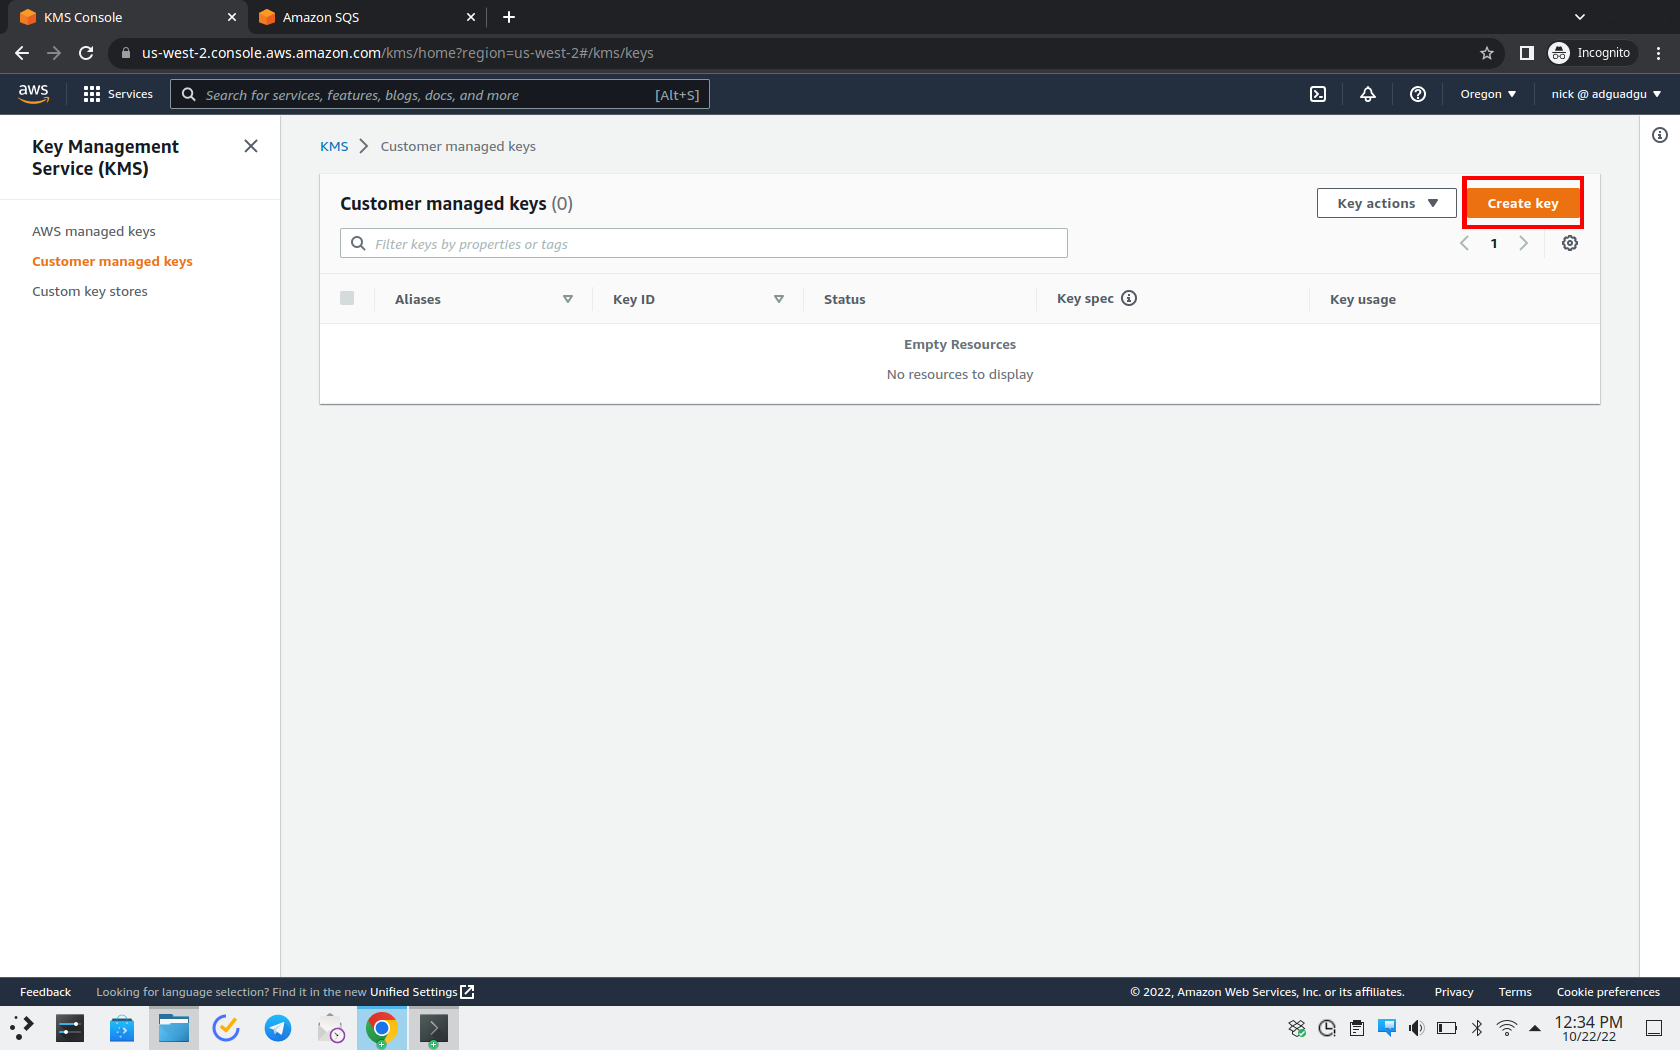 KMS Console
Amazon SQS
us-west-2.console.aws.amazon.com/kms/home?region=us-west-2#/kms/keys
Incognito
aws
Services
Search for services, features, blogs, docs, and more
[Alt+S]
Oregon
nick @ adguadgu
Key Management
Service (KMS)
AWS managed keys
Customer managed keys
Custom key stores
KMS
Customer managed keys
Customer managed keys (0)
Key actions
Create key
Filter keys by properties or tags
1
Aliases
Key ID
Status
Key spec
Key usage
Empty Resources
No resources to display
Feedback
Looking for language selection? Find it in the new Unified Settings
© 2022, Amazon Web Services, Inc. or its affiliates.
Privacy
Terms
Cookie preferences
12:34 PM
10/22/22